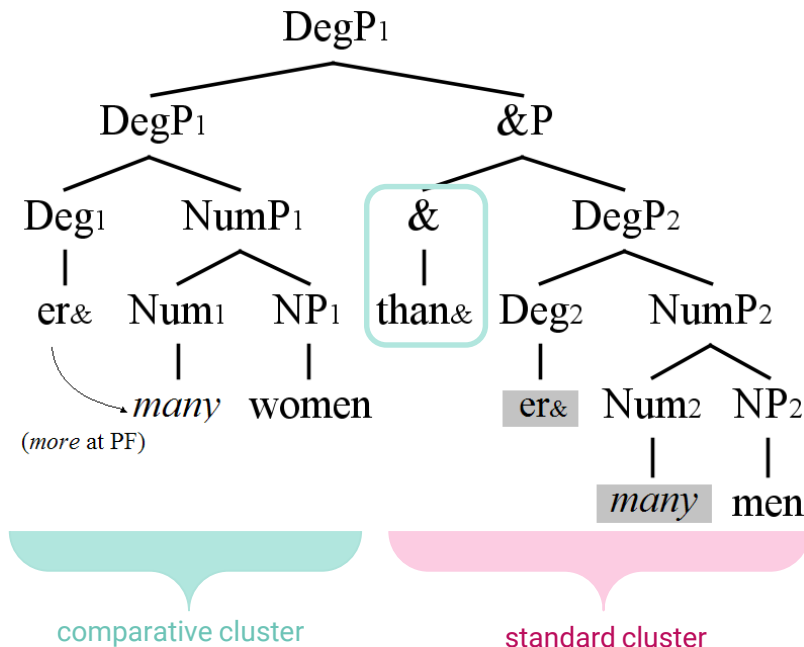 DegP₁
DegP₁ &P
Deg₁ NumP₁ & DegP₂
er& Num₁ NP₁ than& Deg₂ NumP₂
many women er& Num₂ NP₂
(more at PF)
many men
comparative cluster standard cluster